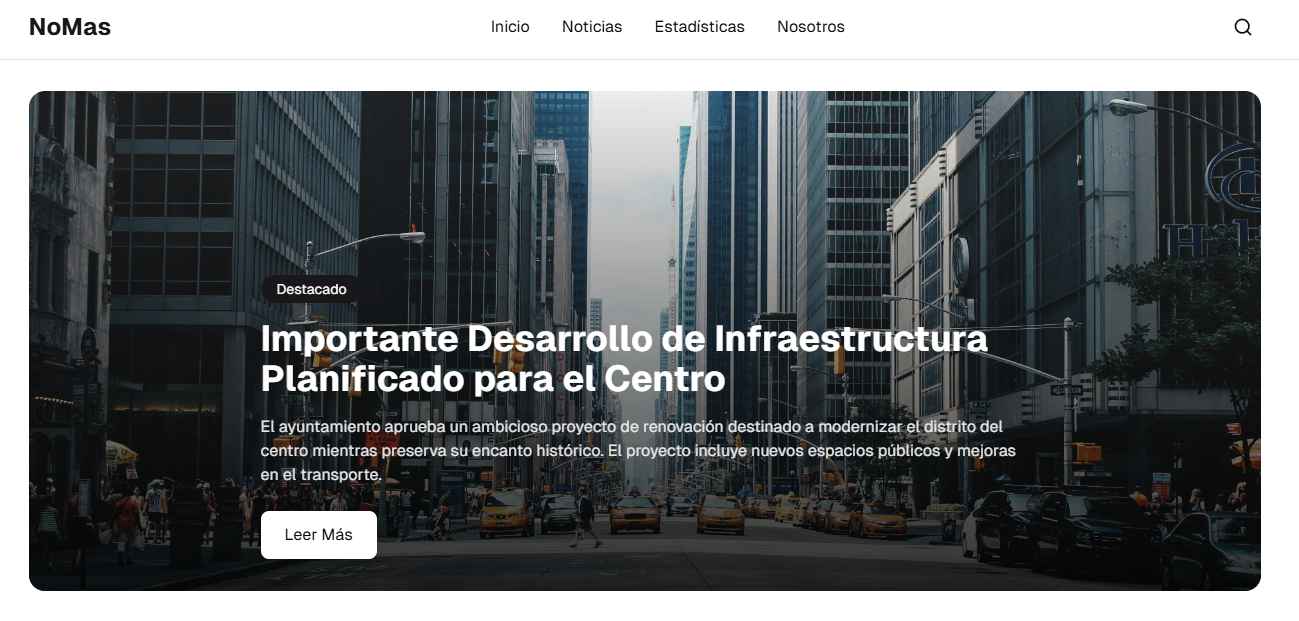 NoMas
Inicio
Noticias
Estadísticas
Nosotros
Destacado
Importante Desarrollo de Infraestructura
Planificado para el Centro
El ayuntamiento aprueba un ambicioso proyecto de renovación destinado a modernizar el distrito del
centro mientras preserva su encanto histórico. El proyecto incluye nuevos espacios públicos y mejoras
en el transporte.
Leer Más